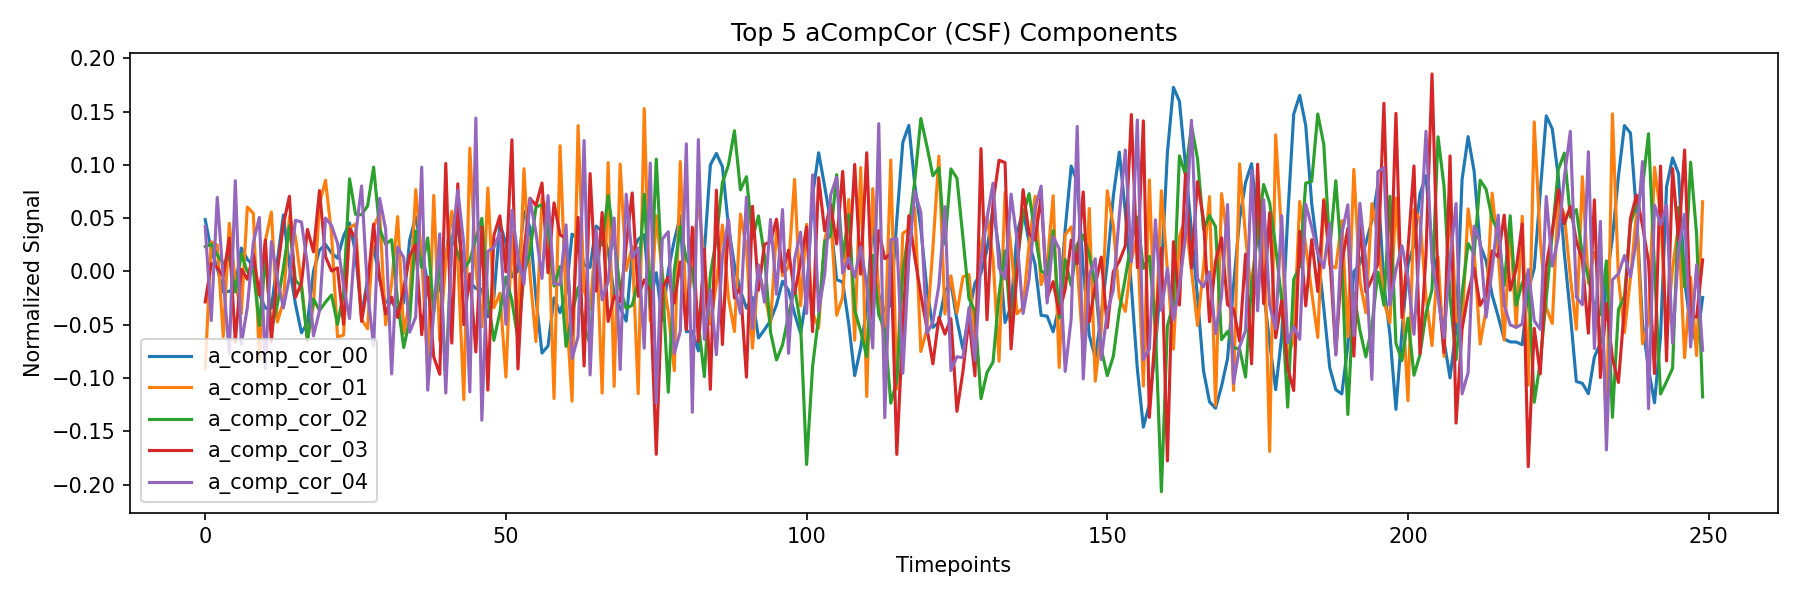 Top 5 aCompCor (CSF) Components
Normalized Signal
0.20
0.15
0.10
0.05
0.00
−0.05
−0.10
−0.15
−0.20
a_comp_cor_00
a_comp_cor_01
a_comp_cor_02
a_comp_cor_03
a_comp_cor_04
0 50 100 150 200 250
Timepoints